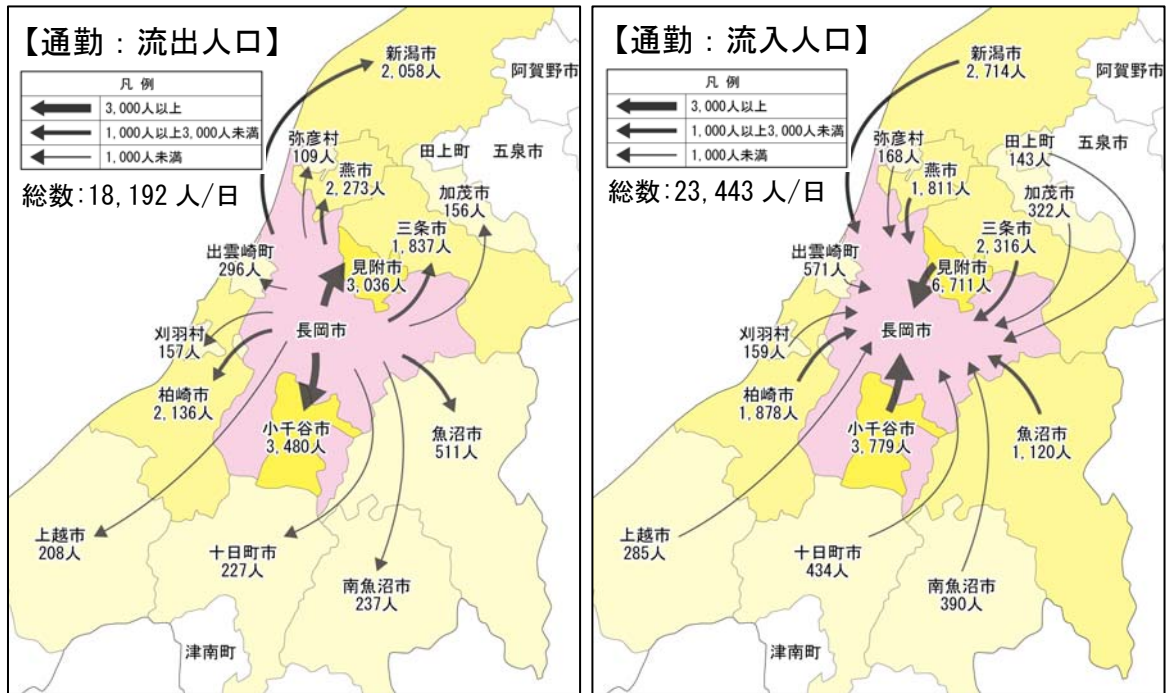 【通勤：流出人口】
凡 例
3,000人以上
1,000人以上3,000人未満
1,000人未満
総数:18,192 人/日
新潟市
2,058人
阿賀野市
弥彦村
109人
田上町
五泉市
燕市
2,273人
加茂市
156人
三条市
1,837人
出雲崎町
296人
見附市
3,036人
長岡市
刈羽村
157人
柏崎市
2,136人
小千谷市
3,480人
魚沼市
511人
上越市
208人
十日町市
227人
南魚沼市
237人
津南町
【通勤：流入人口】
凡 例
3,000人以上
1,000人以上3,000人未満
1,000人未満
総数:23,443 人/日
新潟市
2,714人
阿賀野市
弥彦村
168人
田上町
143人
五泉市
燕市
1,811人
加茂市
322人
三条市
2,316人
出雲崎町
571人
見附市
6,711人
長岡市
刈羽村
159人
柏崎市
1,878人
小千谷市
3,779人
魚沼市
1,120人
上越市
285人
十日町市
434人
南魚沼市
390人
津南町